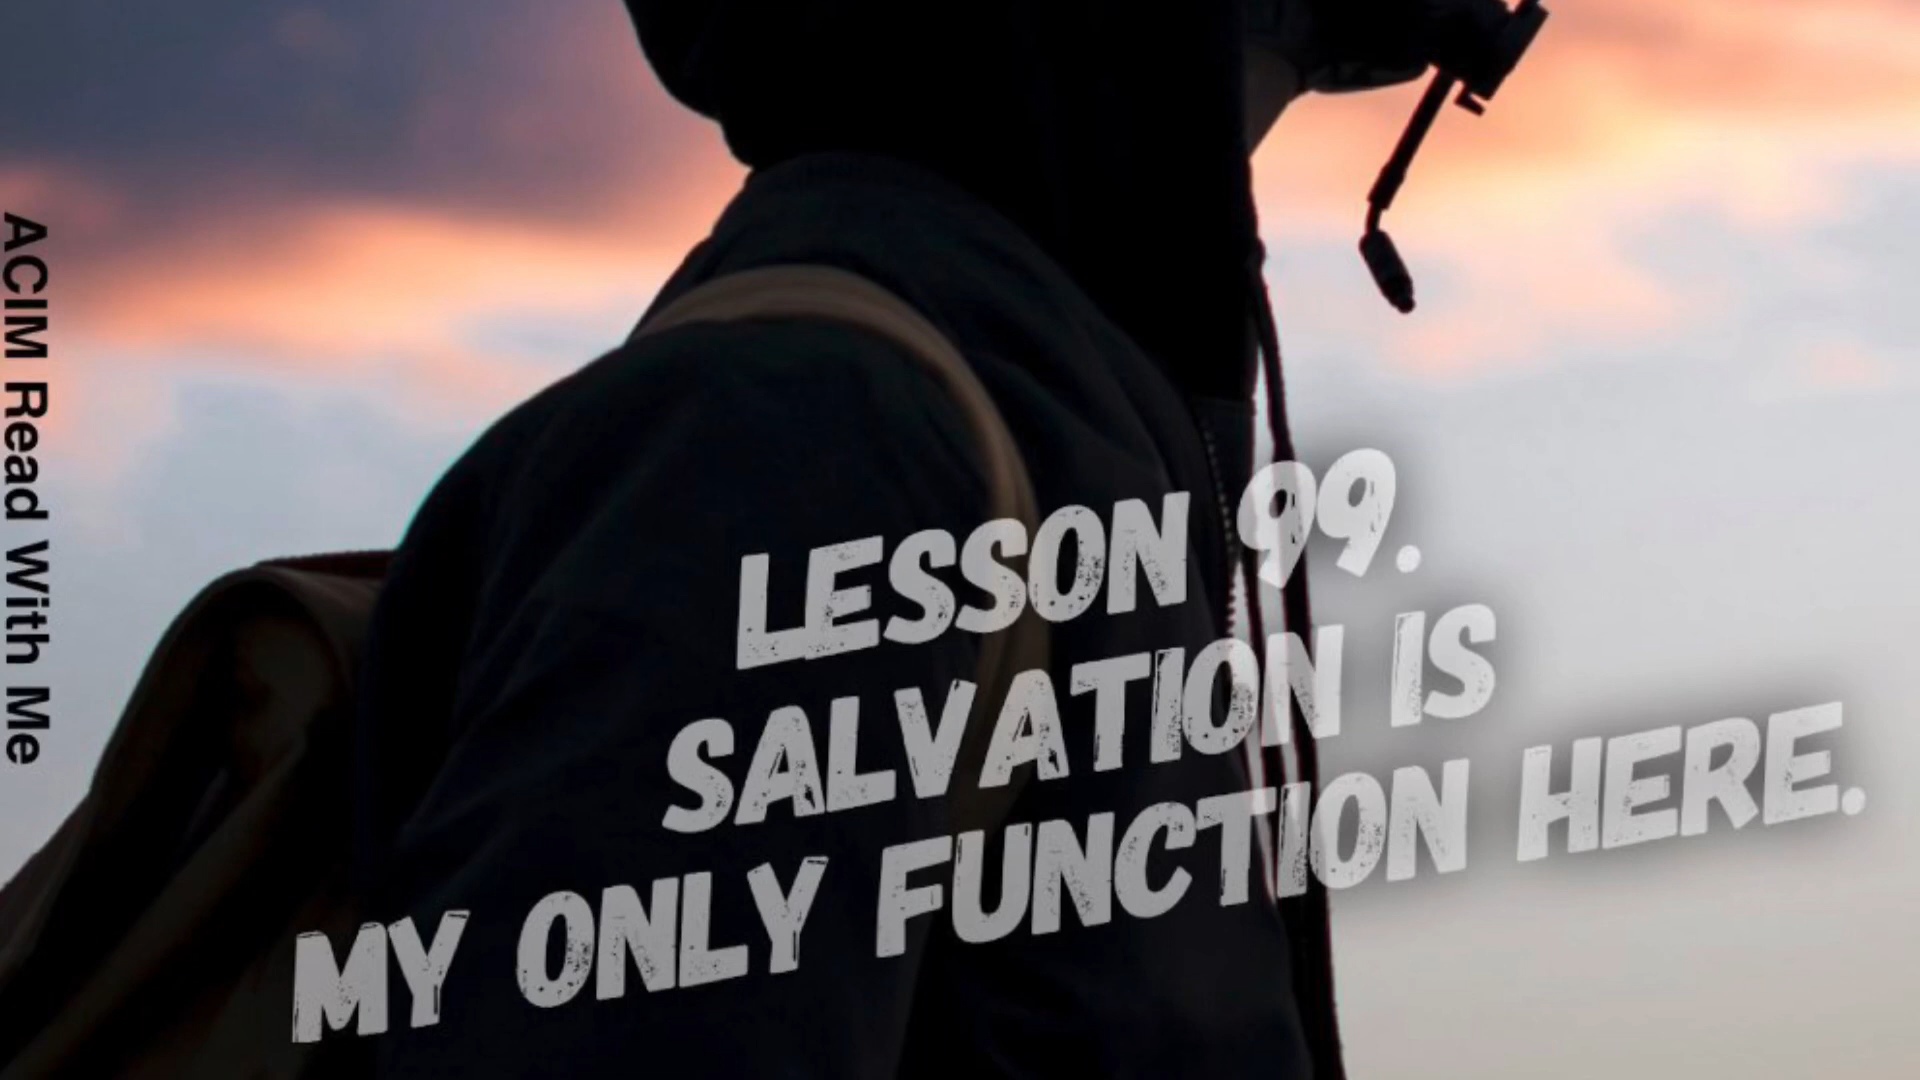 ACIM Read With Me
LESSON 99.
SALVATION IS
MY ONLY FUNCTION HERE.